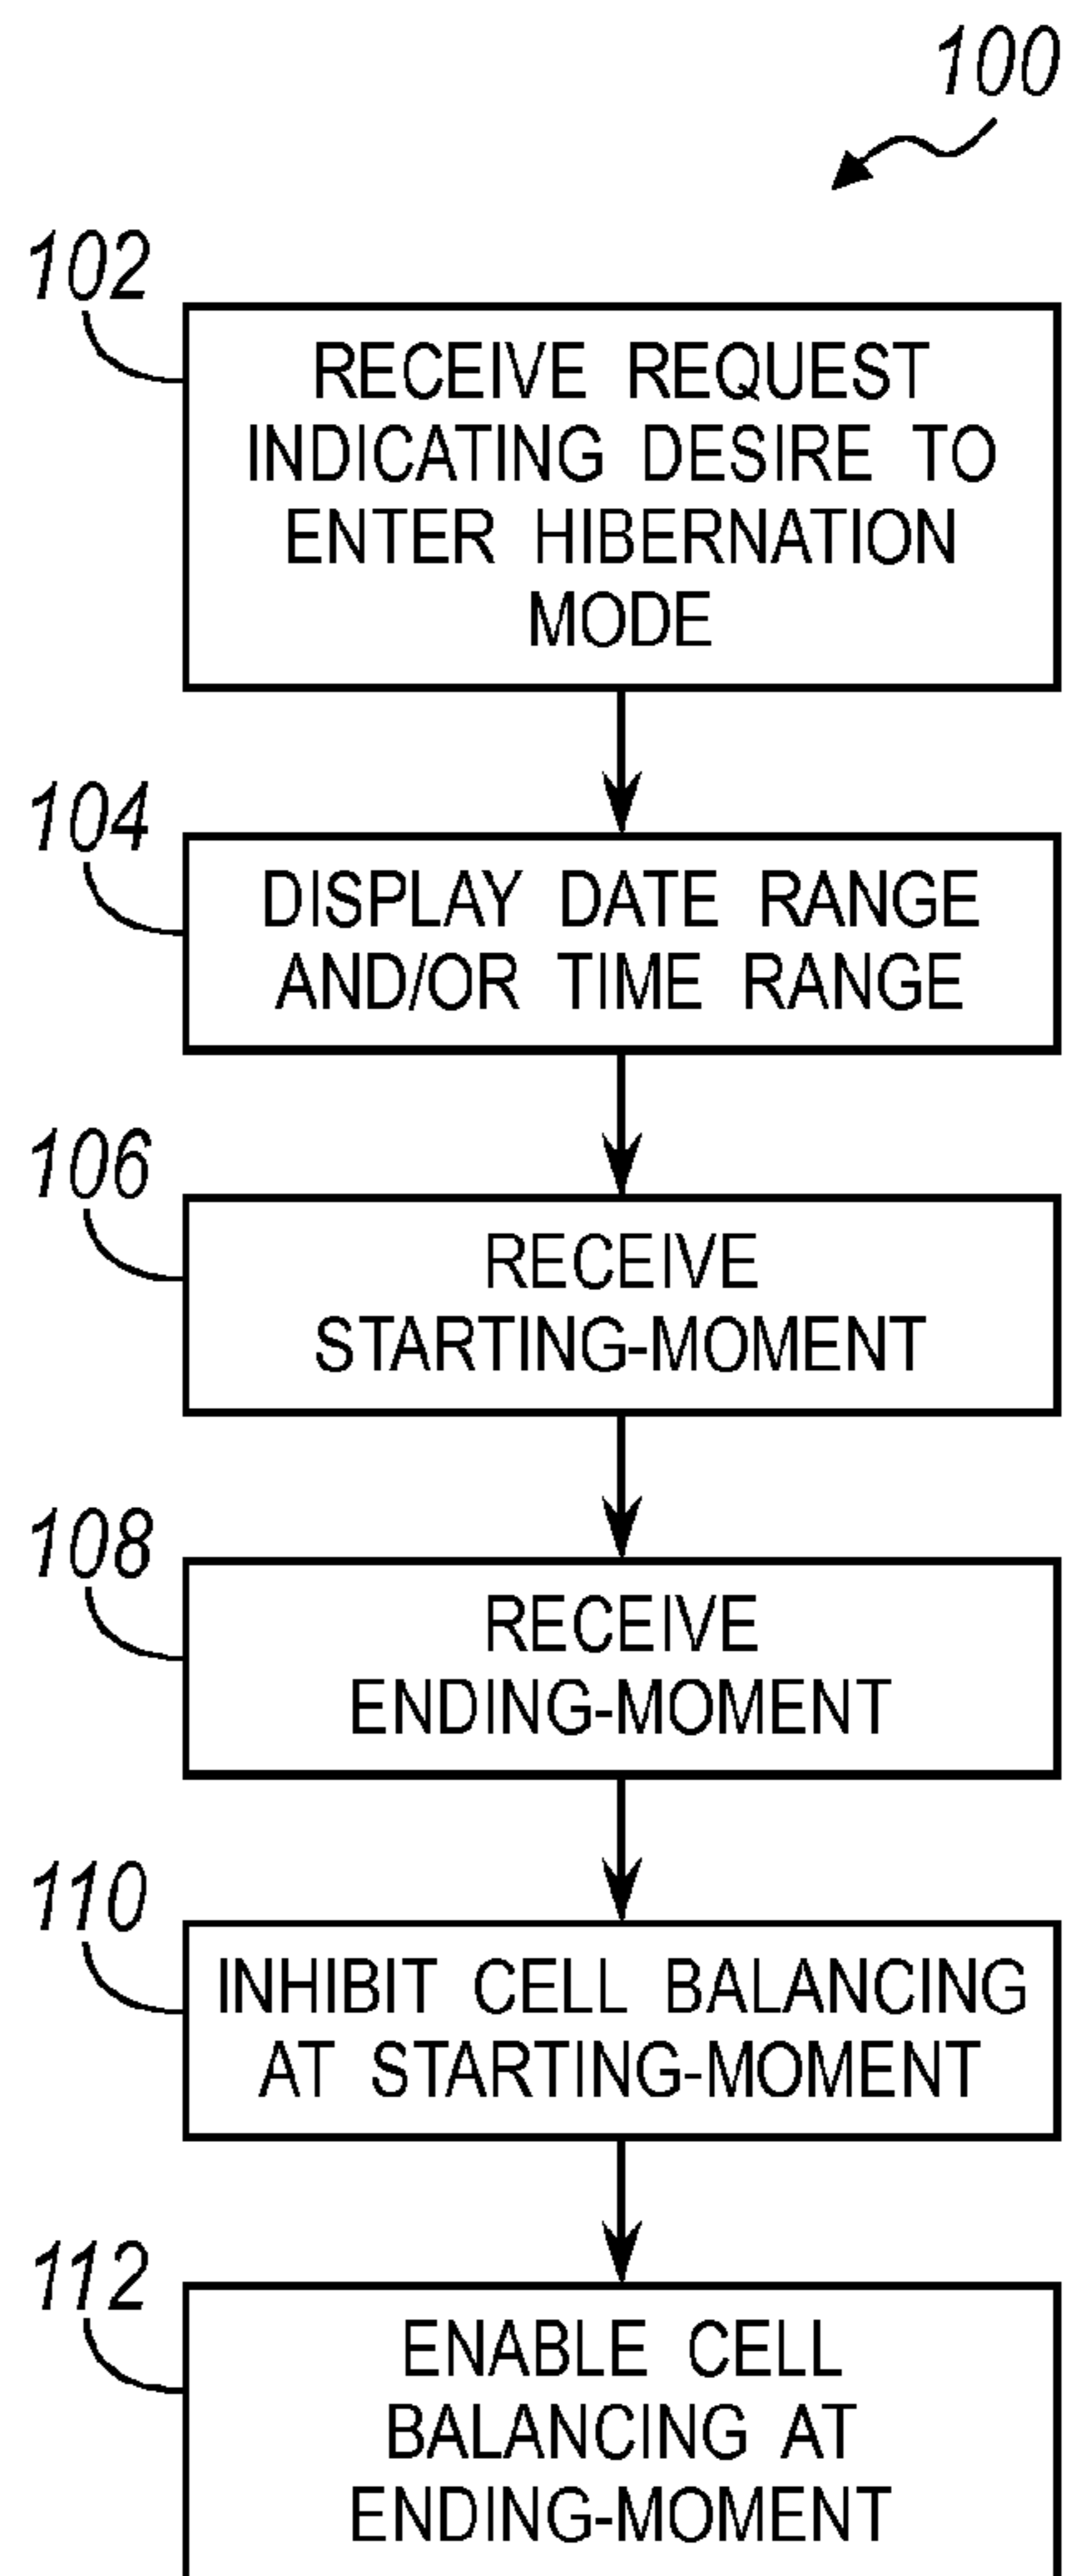 100
102
RECEIVE REQUEST
INDICATING DESIRE TO
ENTER HIBERNATION
MODE
104
DISPLAY DATE RANGE
AND/OR TIME RANGE
106
RECEIVE
STARTING-MOMENT
108
RECEIVE
ENDING-MOMENT
110
INHIBIT CELL BALANCING
AT STARTING-MOMENT
112
ENABLE CELL
BALANCING AT
ENDING-MOMENT